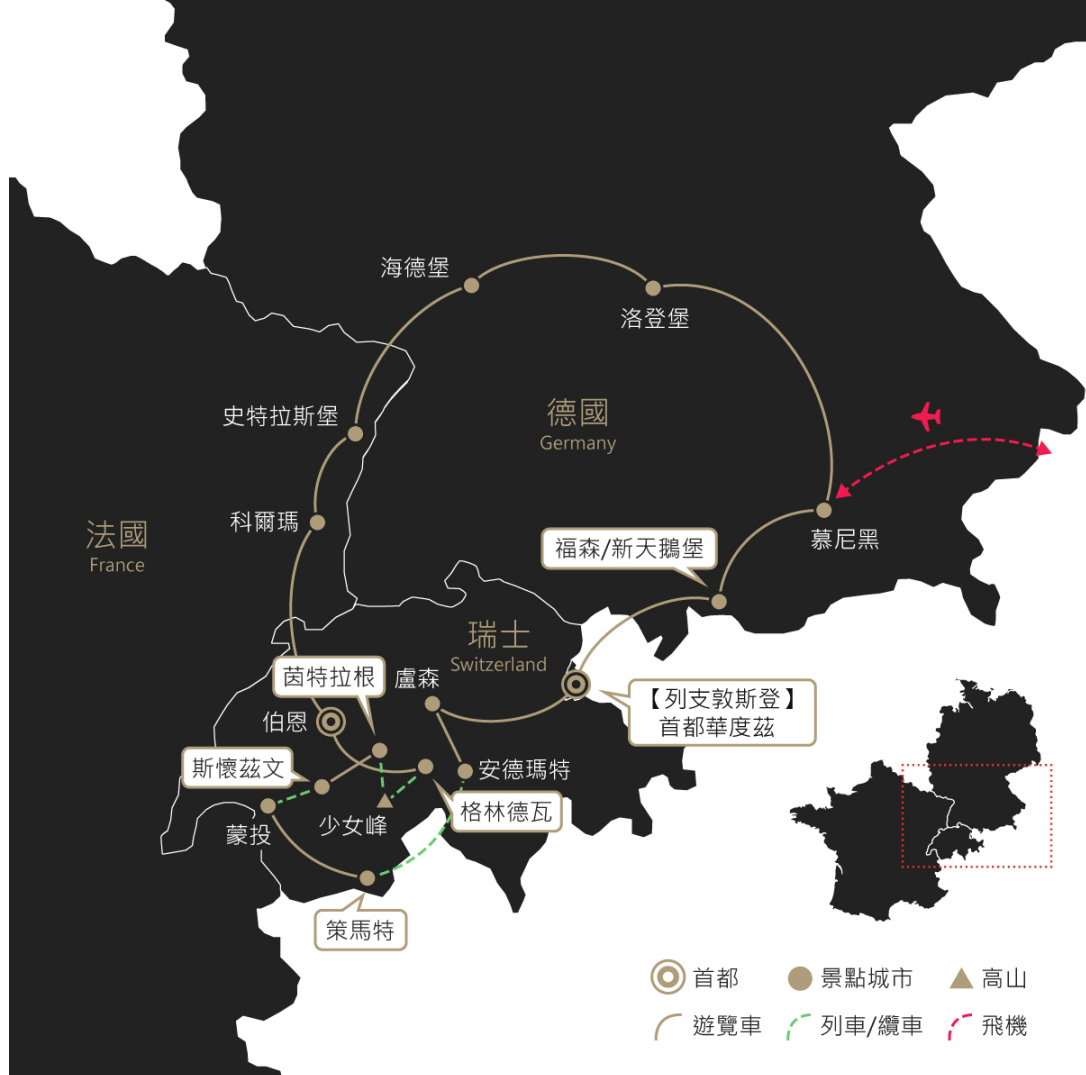 海德堡
洛登堡
史特拉斯堡
德國
Germany
科爾瑪
法國
France
慕尼黑
福森/新天鵝堡
瑞士
Switzerland
茵特拉根
盧森
伯恩
【列支敦斯登】
首都華度茲
斯懷茲文
安德瑪特
格林德瓦
少女峰
蒙投
策馬特
首都
景點城市
高山
遊覽車
列車/纜車
飛機